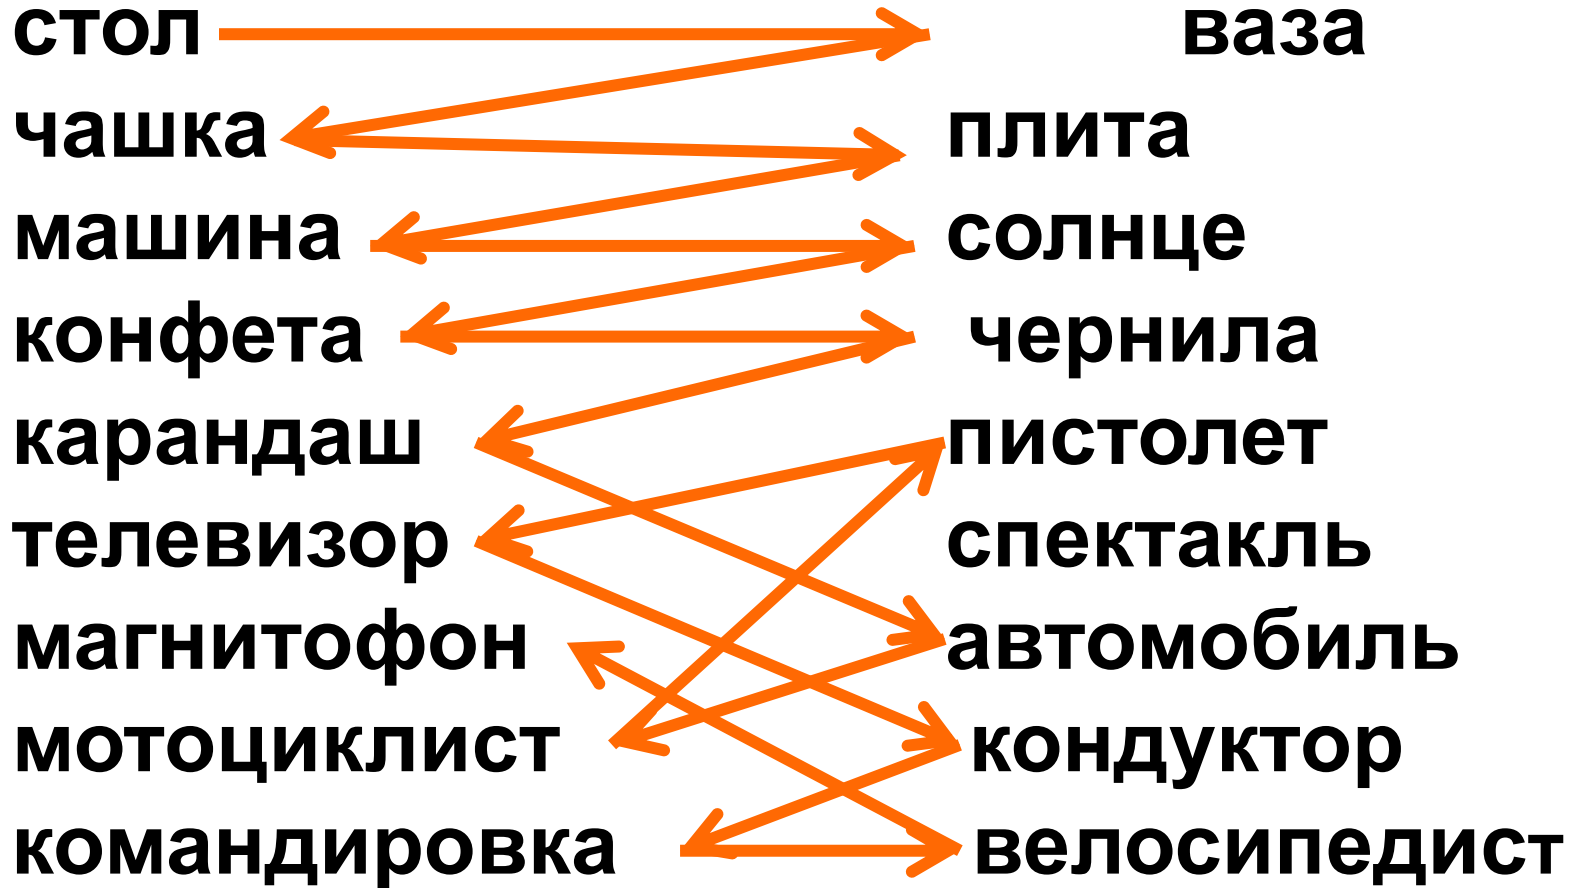 стол ваза
чашка плита
машина солнце
конфета чернила
карандаш пистолет
телевизор спектакль
магнитофон автомобиль
мотоциклист кондуктор
командировка велосипедист